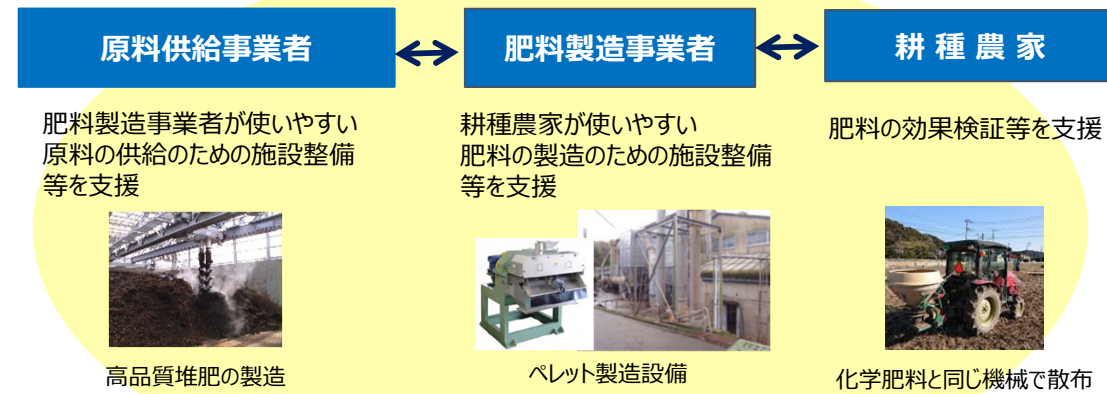 原料供給事業者
肥料製造事業者
耕種農家
肥料製造事業者が使いやすい
原料の供給のための施設整備
等を支援
耕種農家が使いやすい
肥料の製造のための施設整備
等を支援
肥料の効果検証等を支援
高品質堆肥の製造
ペレット製造設備
化学肥料と同じ機械で散布